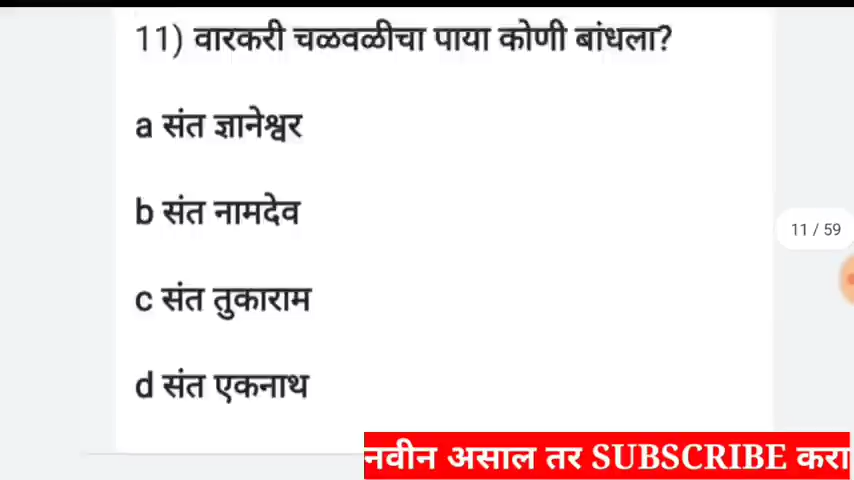 11) वारकरी चळवळीचा पाया कोणी बांधला?
a संत ज्ञानेश्वर
b संत नामदेव
11 / 59
c संत तुकाराम
d संत एकनाथ
नवीन असाल तर SUBSCRIBE करा